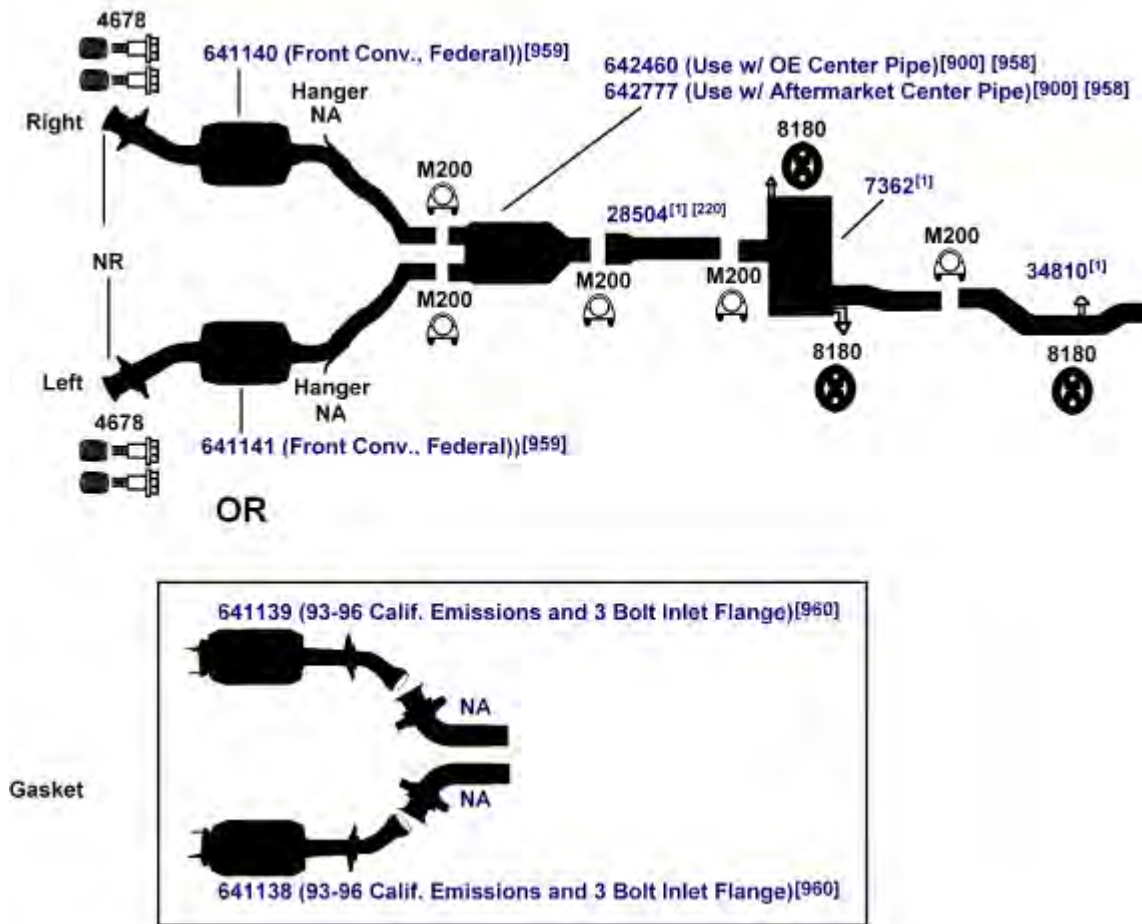 4678
641140 (Front Conv., Federal))[959]
642460 (Use w/ OE Center Pipe)[900] [958]
642777 (Use w/ Aftermarket Center Pipe)[900] [958]
Hanger
NA
Right
8180
M200
7362[1]
28504[1] [220]
M200
NR
M200
M200
34810[1]
M200
8180
8180
Left
Hanger
NA
4678
641141 (Front Conv., Federal))[959]
OR
641139 (93-96 Calif. Emissions and 3 Bolt Inlet Flange)[960]
NA
Gasket
NA
641138 (93-96 Calif. Emissions and 3 Bolt Inlet Flange)[960]